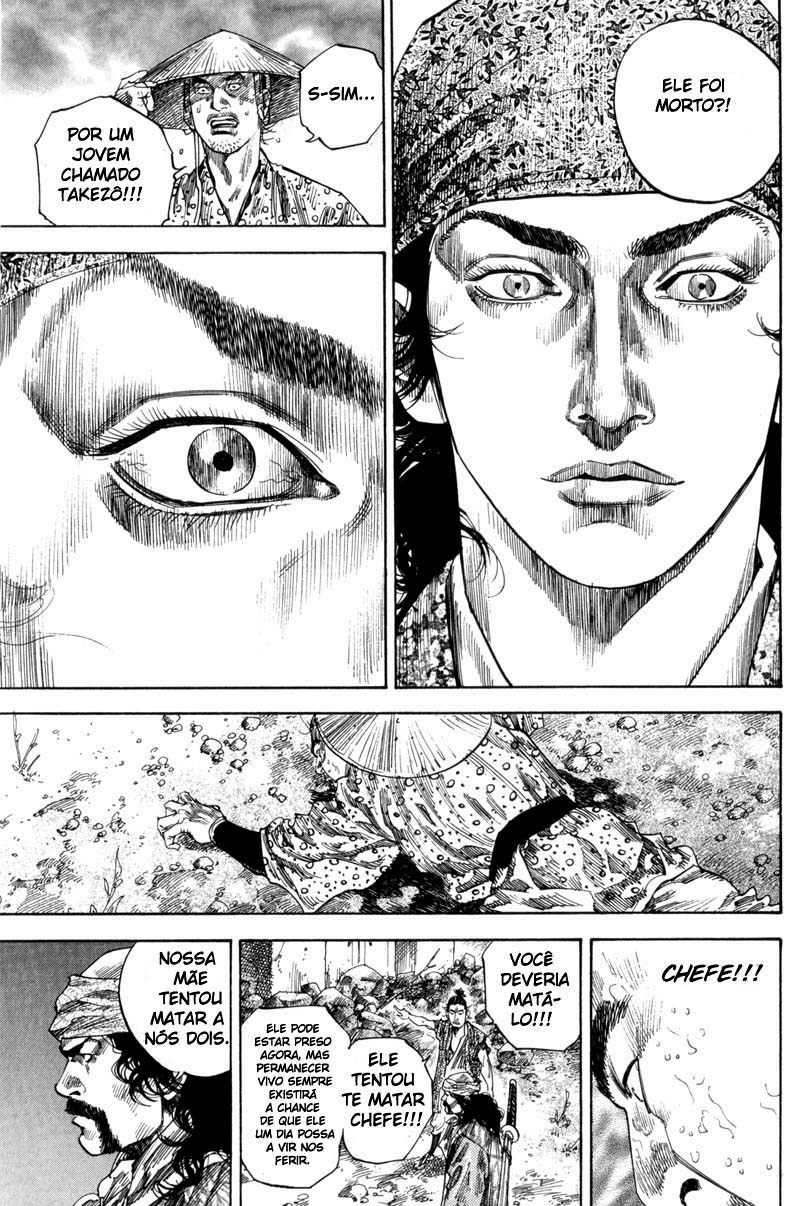 ELE FOI
MORTO?!
S-SIM...
POR UM
JOVEM
CHAMADO
TAKEZÔ!!!
CHEFE!!!
VOCÊ
DEVERIA
MATÁ-
LO!!!
ELE
TENTOU
TE MATAR
CHEFE!!!
ELE PODE
ESTAR PRESO
AGORA, MAS
PERMANECER
VIVO SEMPRE
EXISTIRÁ
A CHANCE
DE QUE ELE
UM DIA POSSA
A VIR NOS
FERIR.
NOSSA
MÃE
TENTOU
MATAR A
NÓS DOIS.